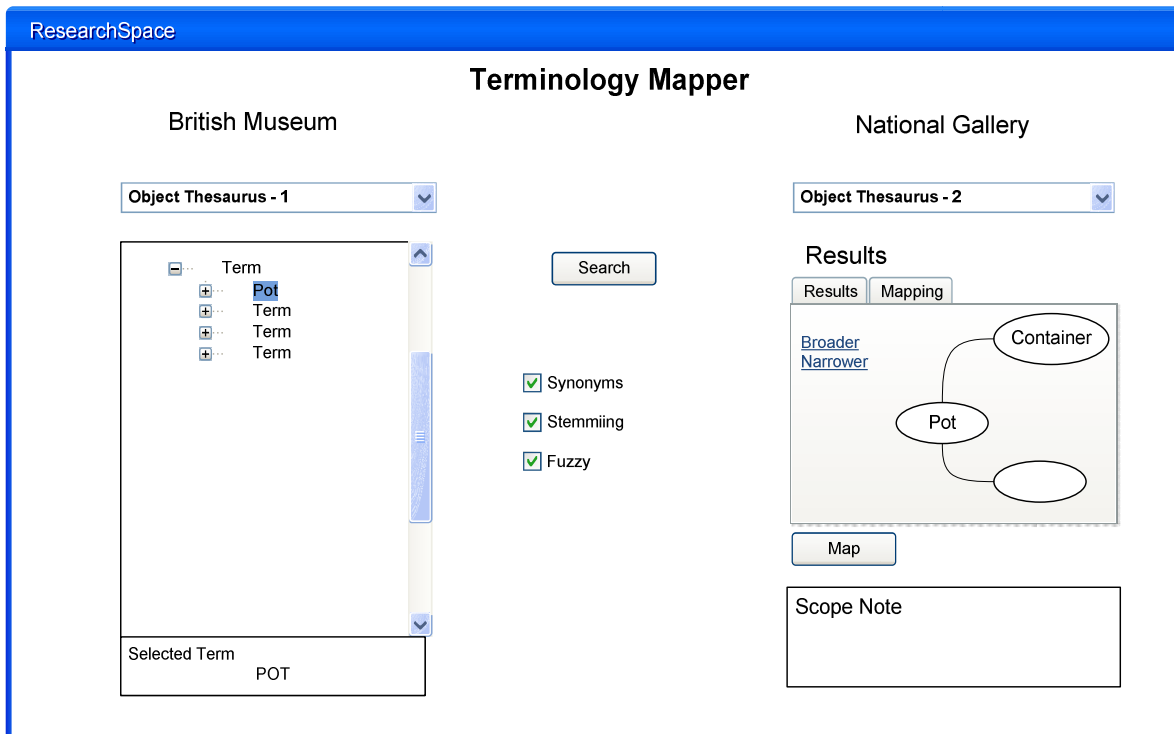 ResearchSpace
Terminology Mapper
British Museum
National Gallery
Object Thesaurus - 1
Object Thesaurus - 2
Term
Pot
Term
Term
Term
Selected Term
POT
Search
Synonyms
Stemmiing
Fuzzy
Results
Results Mapping
Broader
Narrower
Container
Pot
Map
Scope Note